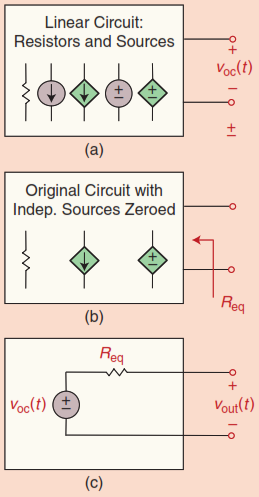 Linear Circuit:
Resistors and Sources
+
v_oc(t)
−
±
± ±
(a)
Original Circuit with
Indep. Sources Zeroed
±
R_eq
(b)
R_eq
v_oc(t) ±
+
v_out(t)
−
(c)